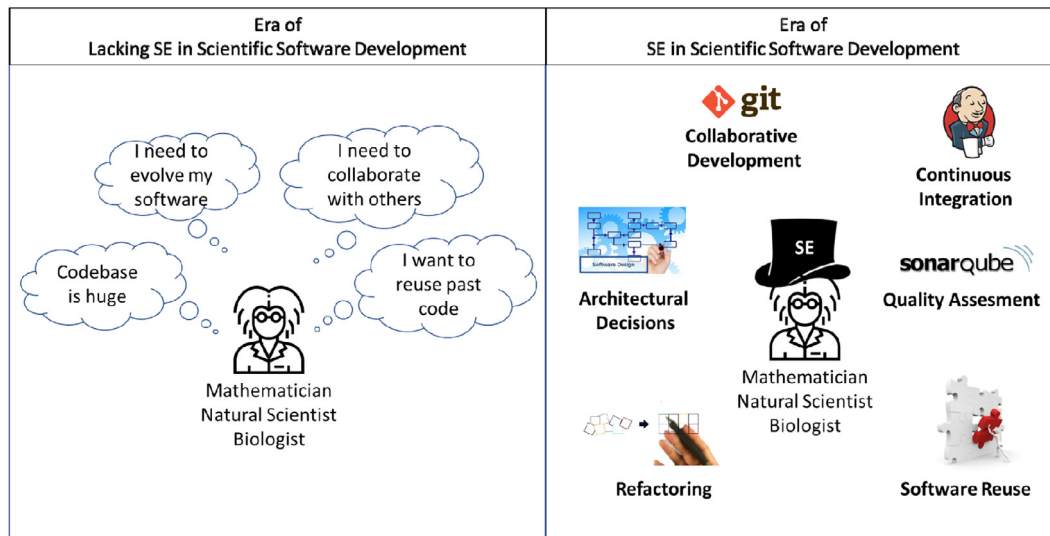 Era of
Lacking SE in Scientific Software Development
I need to
evolve my
software
I need to
collaborate
with others
Codebase
is huge
I want to
reuse past
code
Mathematician
Natural Scientist
Biologist
Era of
SE in Scientific Software Development
git
Collaborative
Development
Continuous
Integration
Software Design
Architectural
Decisions
SE
sonarqube
Quality Assesment
Mathematician
Natural Scientist
Biologist
Refactoring
Software Reuse